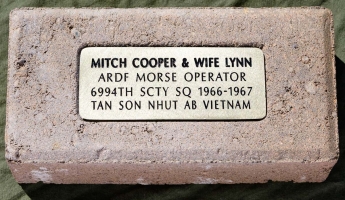 MITCH COOPER & WIFE LYNN
ARDF MORSE OPERATOR
6994TH SCTY SQ 1966-1967
TAN SON NHUT AB VIETNAM